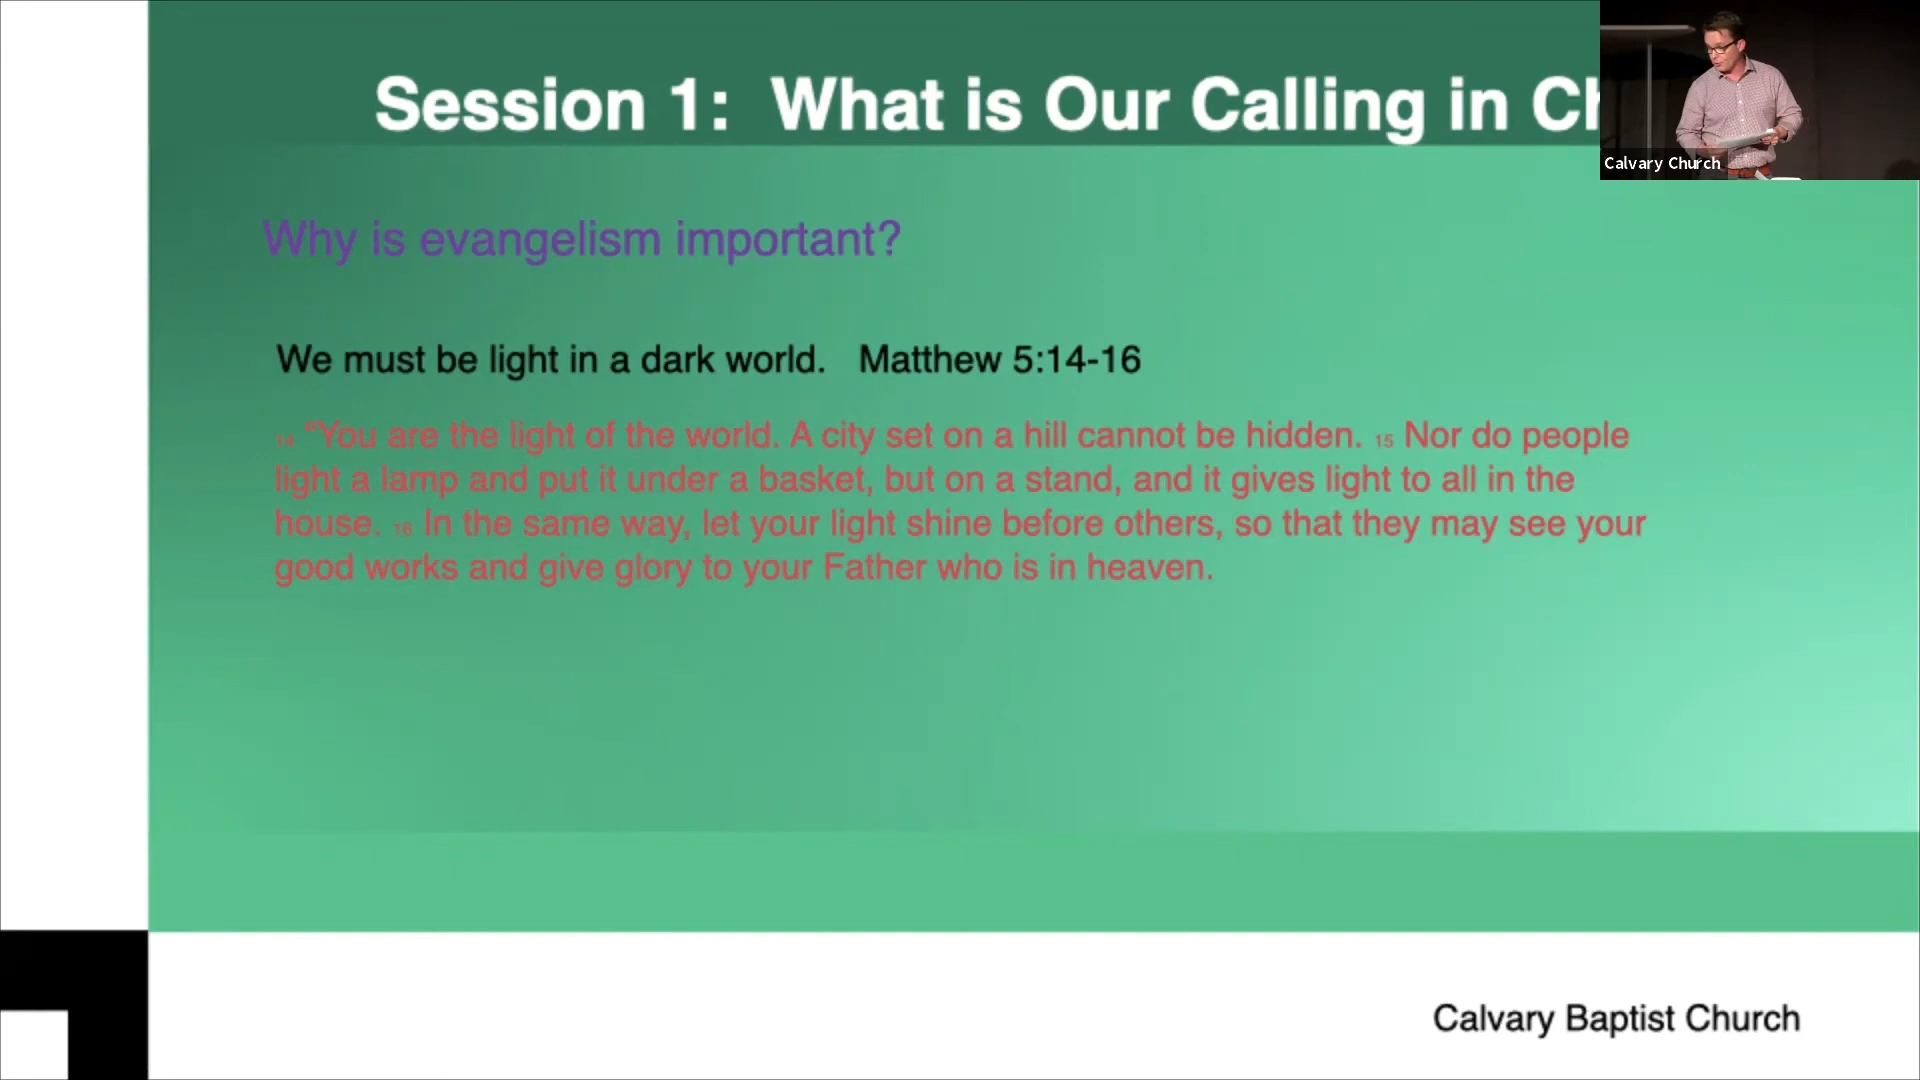 Session 1: What is Our Calling in
Calvary Church
Why is evangelism important?
We must be light in a dark world. Matthew 5:14-16
14 “You are the light of the world. A city set on a hill cannot be hidden. 15 Nor do people
light a lamp and put it under a basket, but on a stand, and it gives light to all in the
house. 16 In the same way, let your light shine before others, so that they may see your
good works and give glory to your Father who is in heaven.
Calvary Baptist Church